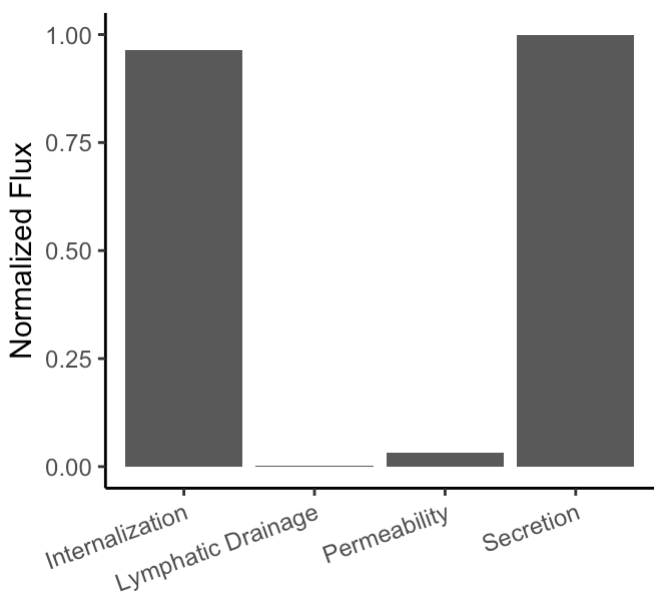 Normalized Flux
1.00
0.75
0.50
0.25
0.00
Internalization
Lymphatic Drainage
Permeability
Secretion